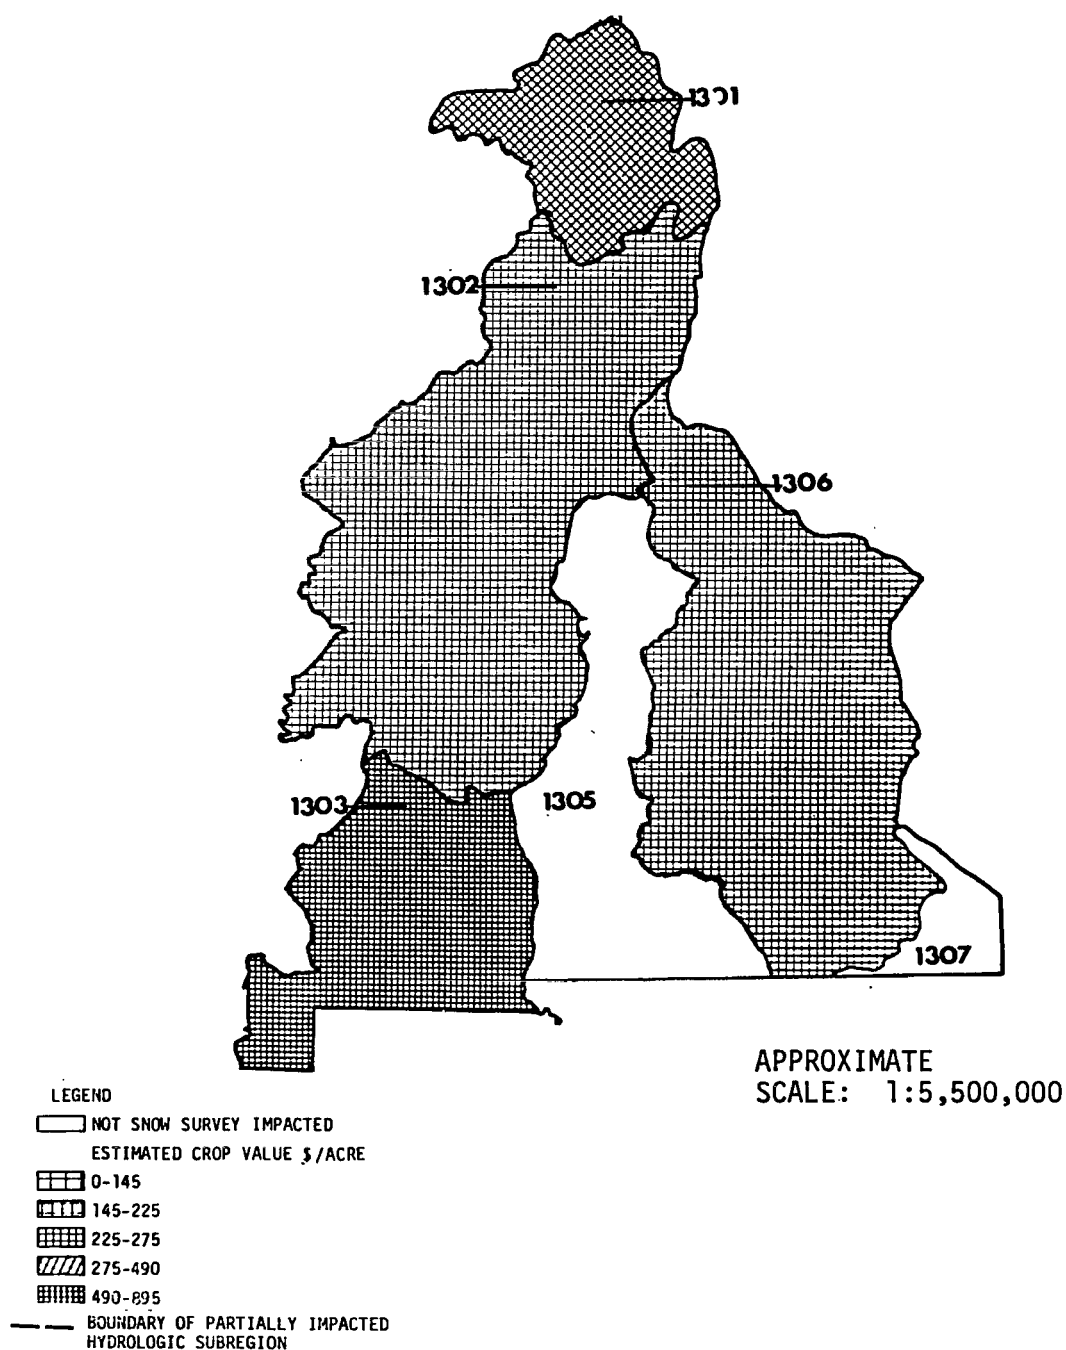 1301
1302
1306
1303
1305
1307
APPROXIMATE
SCALE: 1:5,500,000
LEGEND
NOT SNOW SURVEY IMPACTED
ESTIMATED CROP VALUE $/ACRE
0-145
145-225
225-275
275-490
490-895
BOUNDARY OF PARTIALLY IMPACTED
HYDROLOGIC SUBREGION